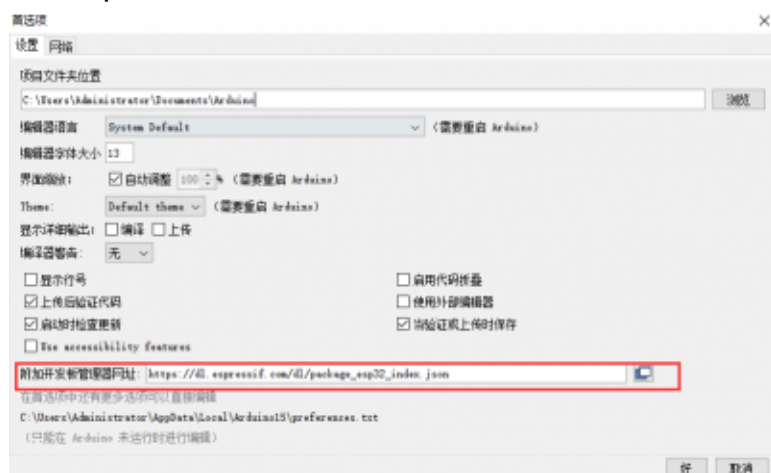 首选项
设置 网络
项目文件夹位置
C:\Users\Administrator\Documents\Arduino 浏览
编辑器语言 System Default （需要重启 Arduino）
编辑器字体大小 13
界面缩放： 自动调整 100 % （需要重启 Arduino）
Theme: Default theme （需要重启 Arduino）
显示详细输出： 编译 上传
编译器警告： 无
显示行号 启用代码折叠
上传后验证代码 使用外部编辑器
启动时检查更新 当验证或上传时保存
Use accessibility features
附加开发板管理器网址: https://dl.espressif.com/dl/package_esp32_index.json
在首选项中还有更多选项可以直接编辑
C:\Users\Administrator\AppData\Local\Arduino15\preferences.txt
（只能在 Arduino 未运行时进行编辑）
好 取消